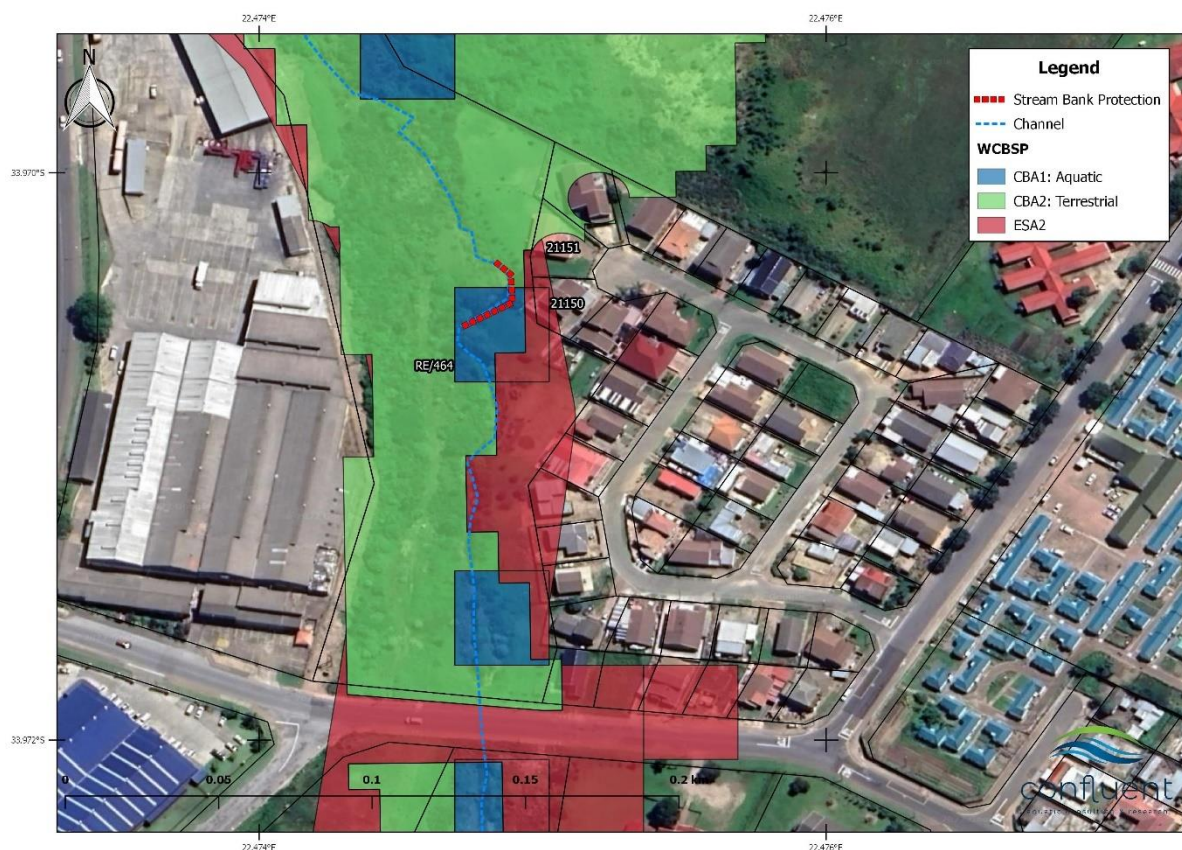 22.474°E
22.476°E
N
Legend
Stream Bank Protection
Channel
WCBSP
CBA1: Aquatic
CBA2: Terrestrial
ESA2
33.970°S
21151
21150
RE/464
33.972°S
0
0.05
0.1
0.15
0.2 km
confluent
22.474°E
22.476°E